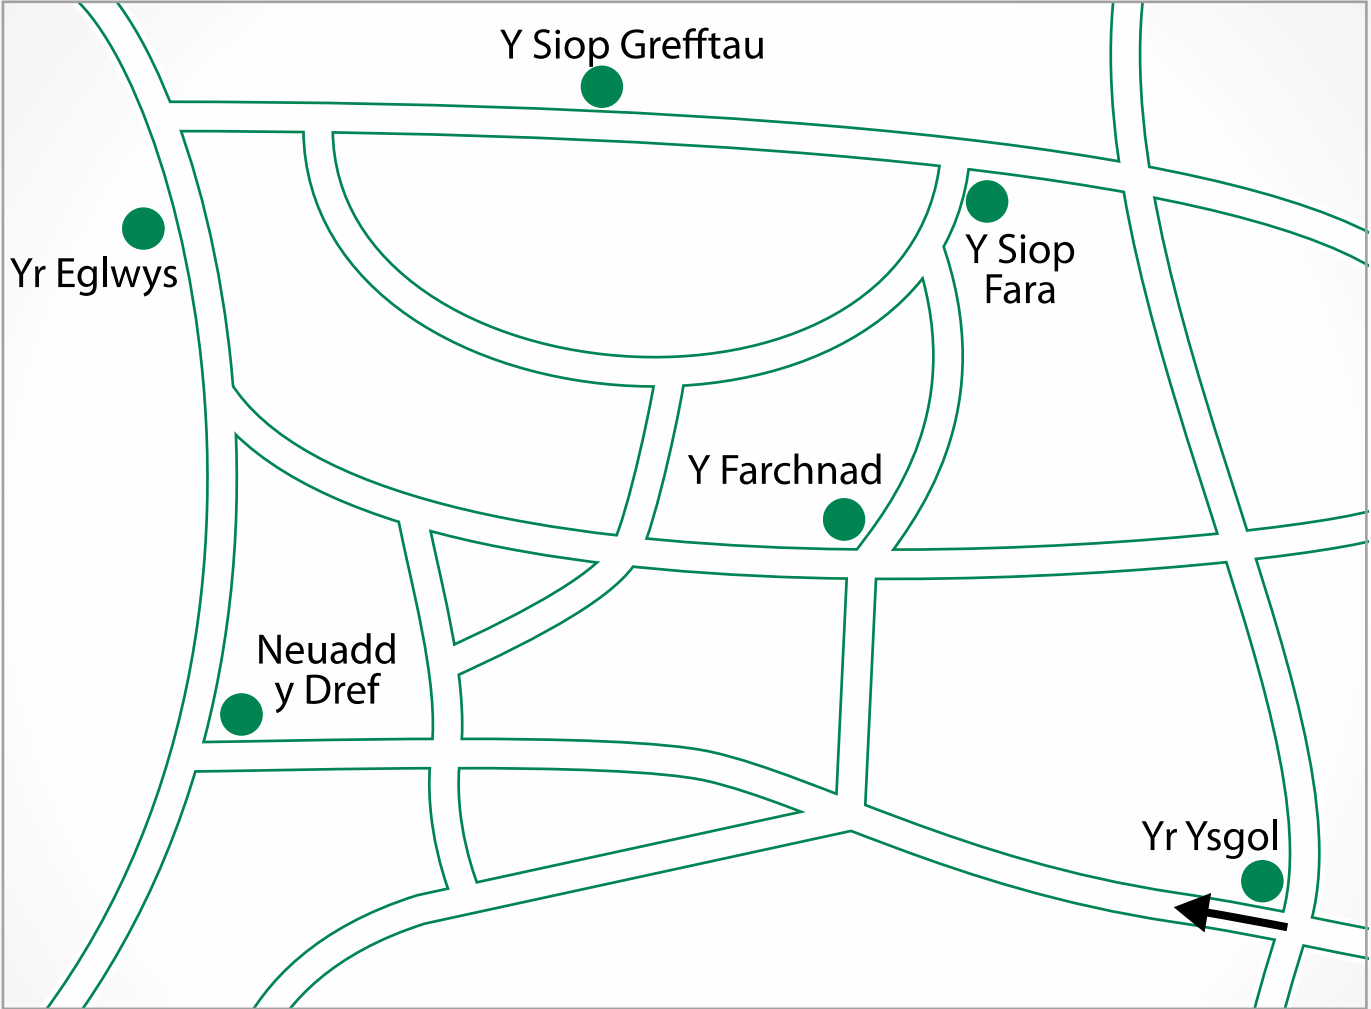 Y Siop Grefftau
Yr Eglwys
Y Siop
Fara
Y Farchnad
Neuadd
y Dref
Yr Ysgol